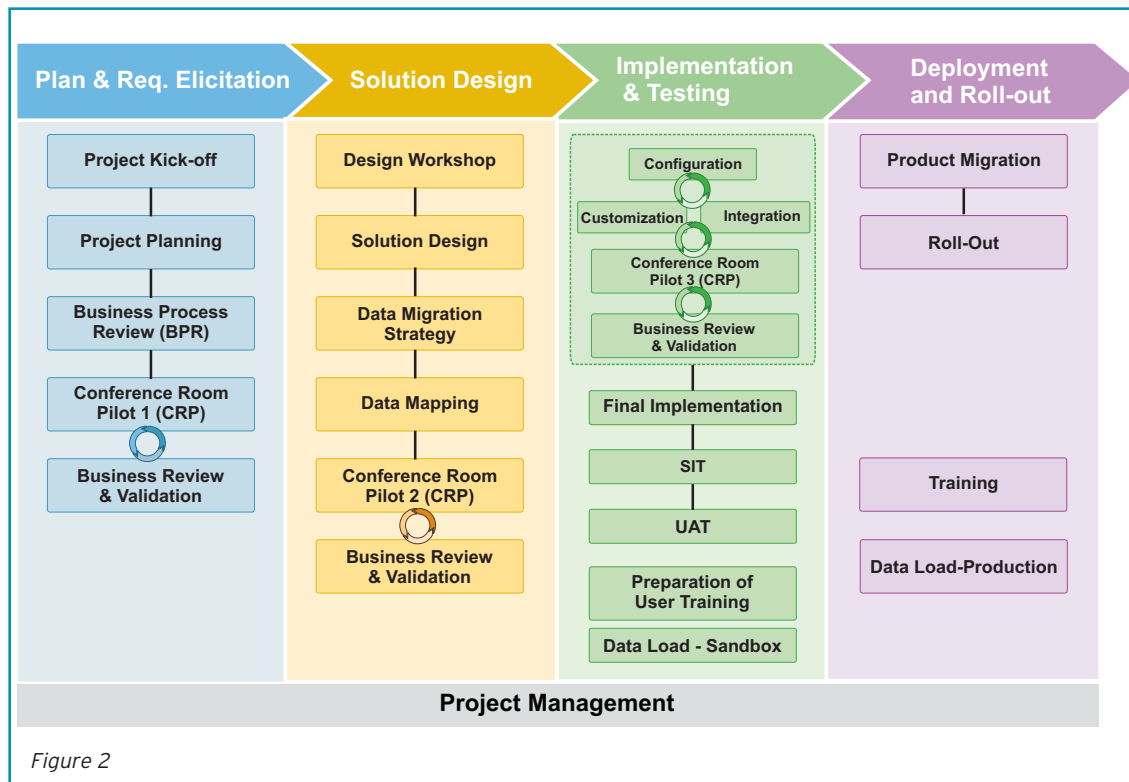 Plan & Req. Elicitation
Solution Design
Implementation
& Testing
Deployment
and Roll-out
Project Kick-off
Project Planning
Business Process
Review (BPR)
Conference Room
Pilot 1 (CRP)
Business Review
& Validation
Design Workshop
Solution Design
Data Migration
Strategy
Data Mapping
Conference Room
Pilot 2 (CRP)
Business Review
& Validation
Configuration
Customization
Integration
Conference Room
Pilot 3 (CRP)
Business Review
& Validation
Final Implementation
SIT
UAT
Preparation of
User Training
Data Load - Sandbox
Product Migration
Roll-Out
Training
Data Load-Production
Project Management
Figure 2